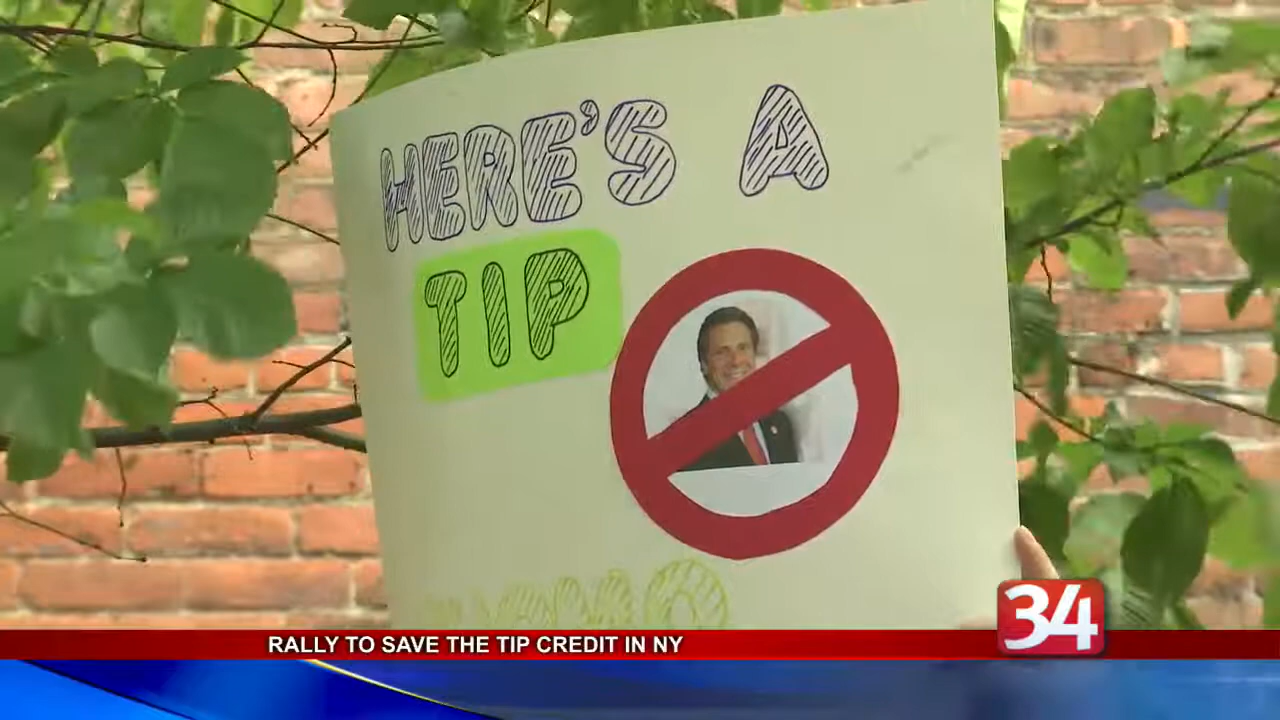 HERE'S A
TIP
34
RALLY TO SAVE THE TIP CREDIT IN NY